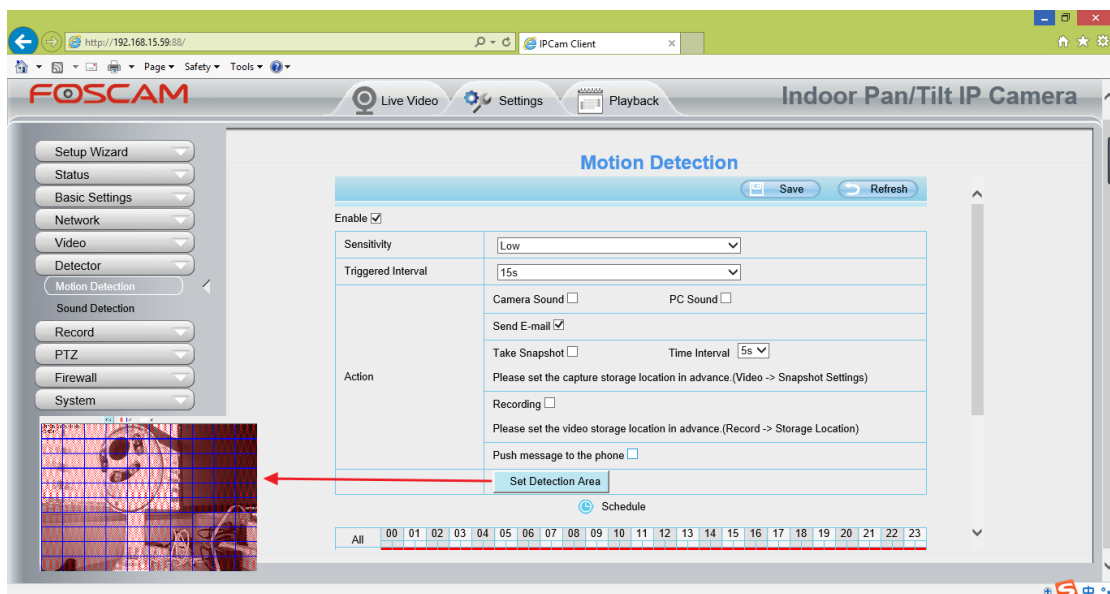 http://192.168.15.59:88/
IPCam Client
Page Safety Tools
FOSCAM
Live Video
Settings
Playback
Indoor Pan/Tilt IP Camera
Setup Wizard
Status
Basic Settings
Network
Video
Detector
Motion Detection
Sound Detection
Record
PTZ
Firewall
System
Motion Detection
Save
Refresh
Enable
Sensitivity
Low
Triggered Interval
15s
Action
Camera Sound
PC Sound
Send E-mail
Take Snapshot
Time Interval
5s
Please set the capture storage location in advance.(Video -> Snapshot Settings)
Recording
Please set the video storage location in advance.(Record -> Storage Location)
Push message to the phone
Set Detection Area
Schedule
All
00 01 02 03 04 05 06 07 08 09 10 11 12 13 14 15 16 17 18 19 20 21 22 23
中